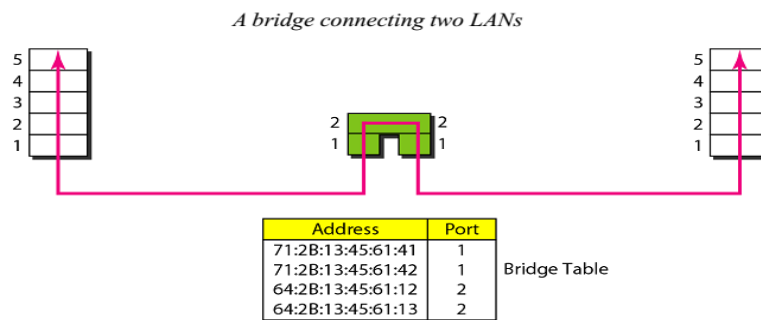 A bridge connecting two LANs
5
4
3
2
1
2
1
2
1
5
4
3
2
1
Address Port
71:2B:13:45:61:41 1
71:2B:13:45:61:42 1
64:2B:13:45:61:12 2
64:2B:13:45:61:13 2
Bridge Table